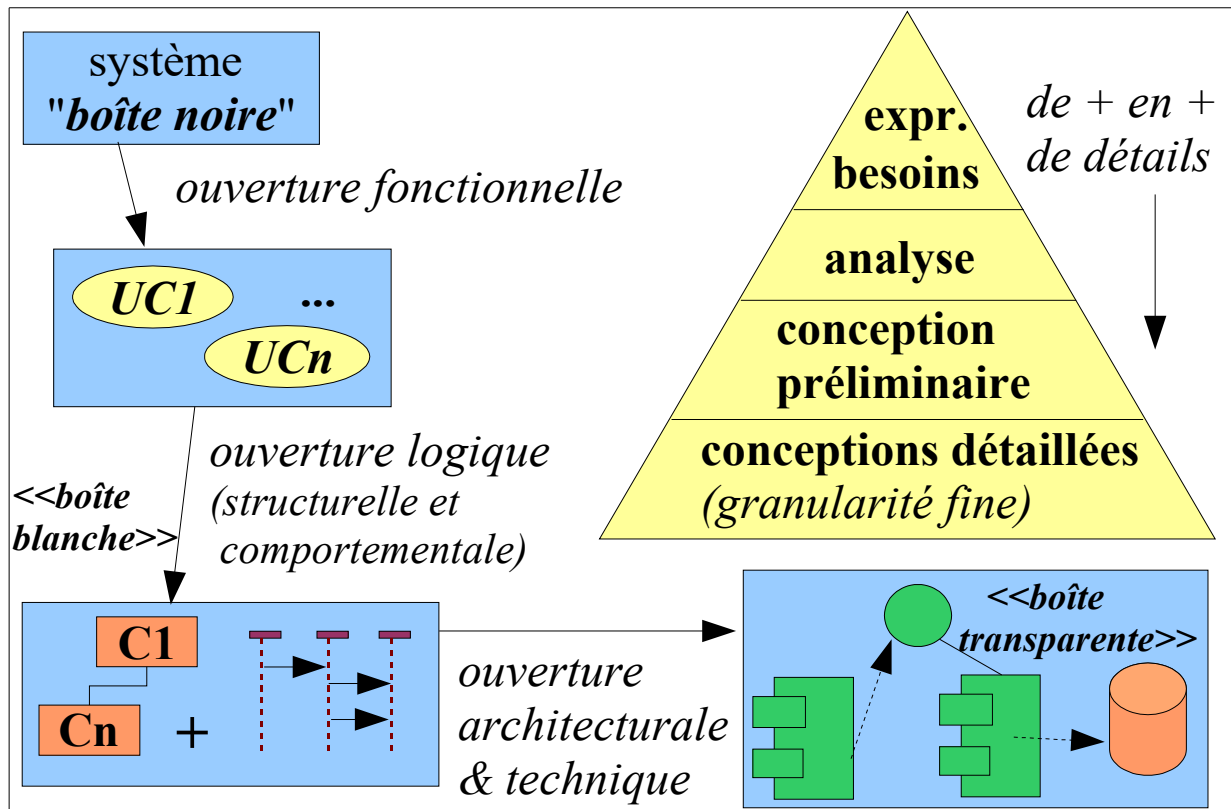 système
"boîte noire"
ouverture fonctionnelle
UC1
...
UCn
ouverture logique
(structurelle et
comportementale)
<<boîte
blanche>>
C1
Cn
+
ouverture
architecturale
& technique
<<boîte
transparente>>
expr.
besoins
analyse
conception
préliminaire
conceptions détaillées
(granularité fine)
de + en +
de détails